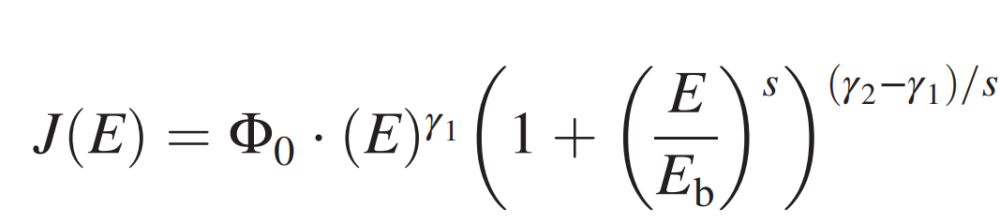 J(E) = Φ₀ · (E)^γ₁ (1 + (E/E_b)^s)^(γ₂−γ₁)/s